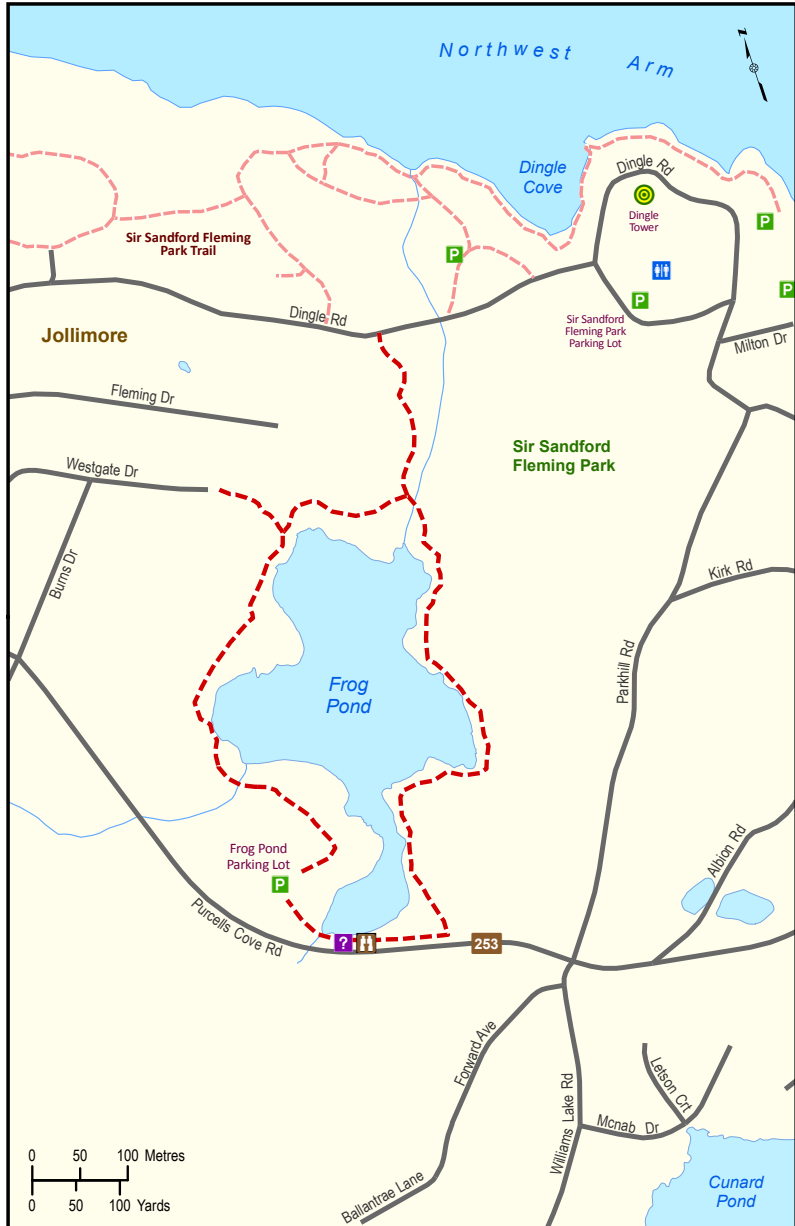 Northwest Arm
N
Dingle
Cove
Dingle Rd
Dingle
Tower
P
Sir Sandford Fleming
Park Trail
P
P
P
Sir Sandford
Fleming Park
Parking Lot
Dingle Rd
Milton Dr
Jollimore
Fleming Dr
Sir Sandford
Fleming Park
Westgate Dr
Burns Dr
Kirk Rd
Parkhill Rd
Frog
Pond
Frog Pond
Parking Lot
P
Albion Rd
Purcells Cove Rd
?
253
Forward Ave
Williams Lake Rd
Letson Crt
Mcnab Dr
Ballantrae Lane
Cunard
Pond
0 50 100 Metres
0 50 100 Yards